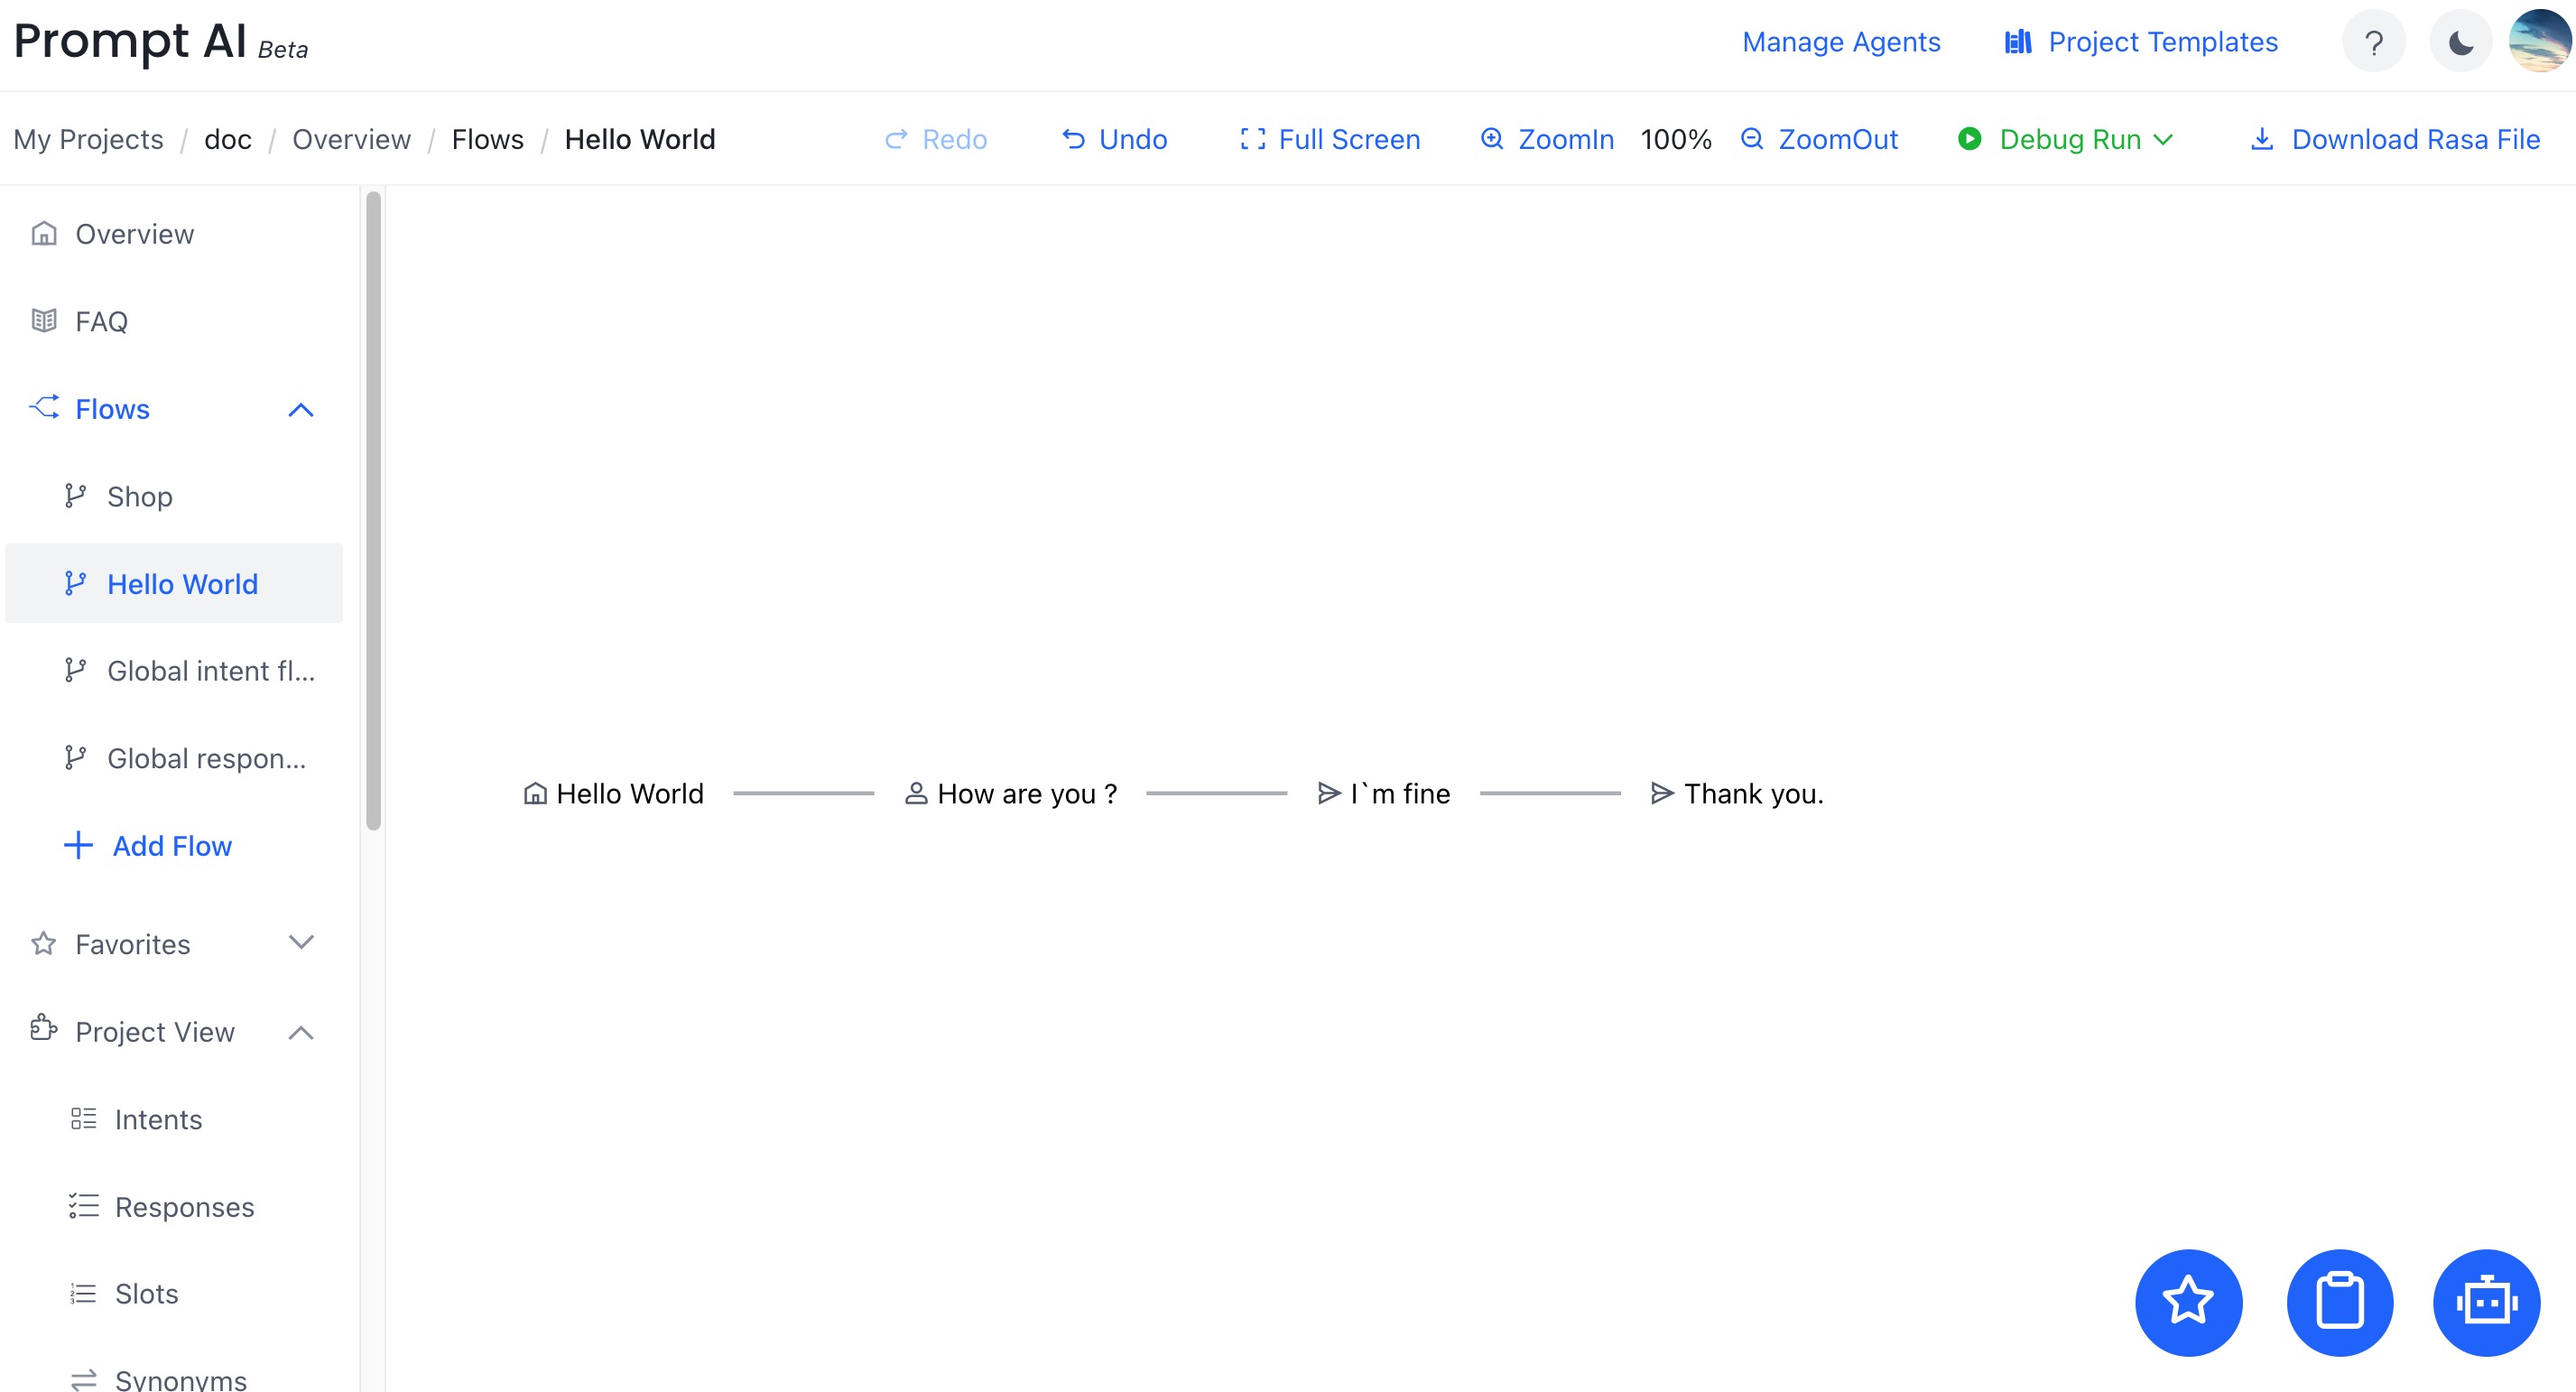 Prompt AI Beta
Manage Agents
Project Templates
?
My Projects / doc / Overview / Flows / Hello World
Redo
Undo
Full Screen
ZoomIn
100%
ZoomOut
Debug Run
Download Rasa File
Overview
FAQ
Flows
Shop
Hello World
Global intent fl...
Global respon...
Add Flow
Favorites
Project View
Intents
Responses
Slots
Synonyms
Hello World
How are you ?
I`m fine
Thank you.